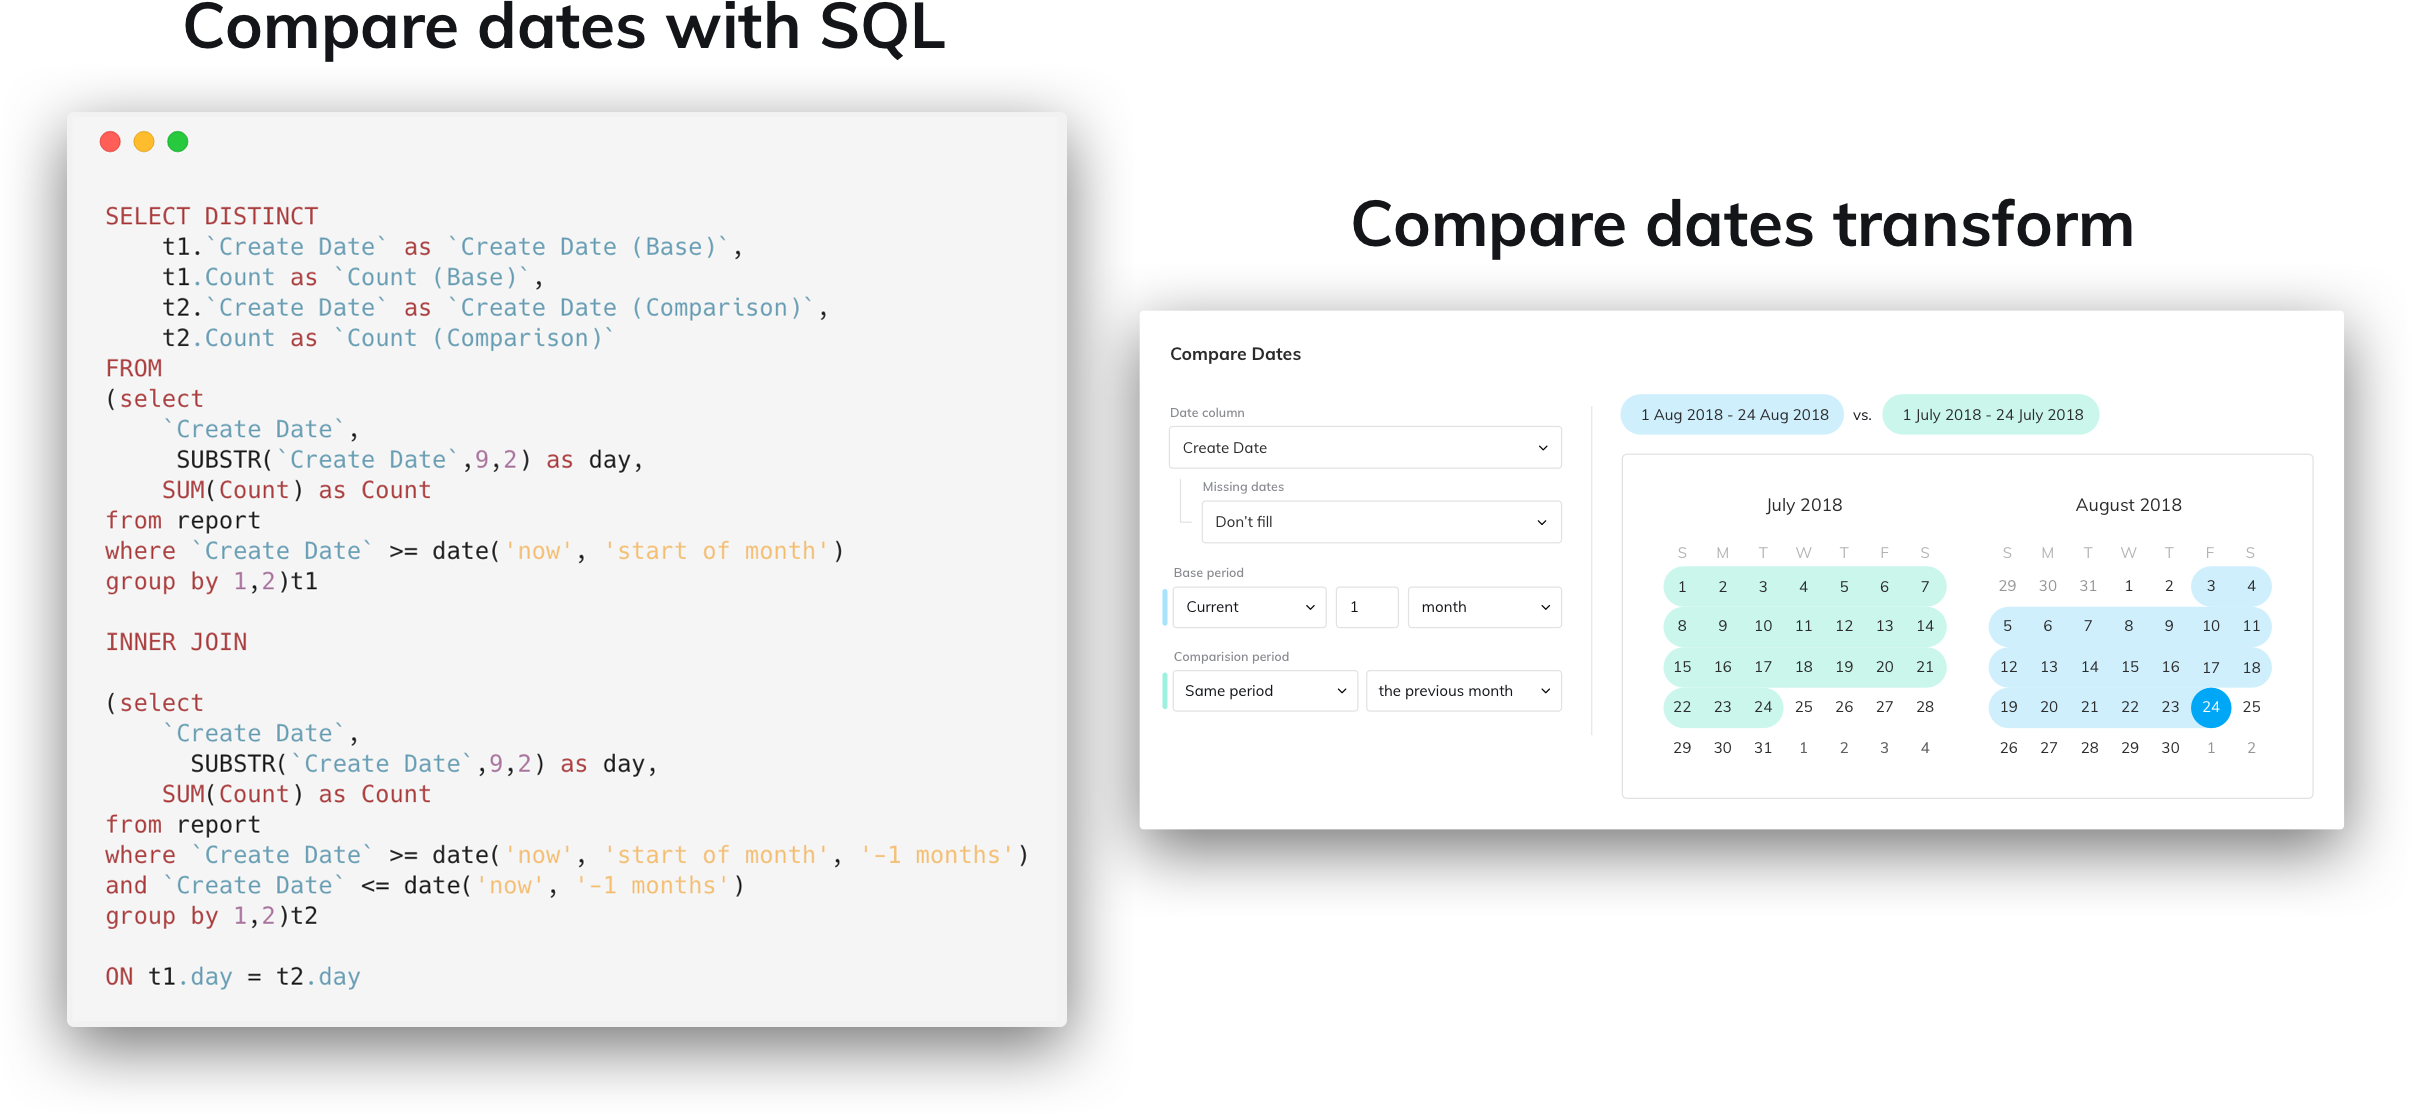 Compare dates with SQL
SELECT DISTINCT
    t1.`Create Date` as `Create Date (Base)`,
    t1.Count as `Count (Base)`,
    t2.`Create Date` as `Create Date (Comparison)`,
    t2.Count as `Count (Comparison)`
FROM
(select
    `Create Date`,
     SUBSTR(`Create Date`,9,2) as day,
    SUM(Count) as Count
from report
where `Create Date` >= date('now', 'start of month')
group by 1,2)t1
INNER JOIN
(select
    `Create Date`,
      SUBSTR(`Create Date`,9,2) as day,
    SUM(Count) as Count
from report
where `Create Date` >= date('now', 'start of month', '-1 months')
and `Create Date` <= date('now', '-1 months')
group by 1,2)t2
ON t1.day = t2.day
Compare dates transform
Compare Dates
Date column
Create Date
Missing dates
Don't fill
Base period
Current 1 month
Comparision period
Same period the previous month
1 Aug 2018 - 24 Aug 2018 vs. 1 July 2018 - 24 July 2018
July 2018
S M T W T F S
1 2 3 4 5 6 7
8 9 10 11 12 13 14
15 16 17 18 19 20 21
22 23 24 25 26 27 28
29 30 31 1 2 3 4
August 2018
S M T W T F S
29 30 31 1 2 3 4
5 6 7 8 9 10 11
12 13 14 15 16 17 18
19 20 21 22 23 24 25
26 27 28 29 30 1 2